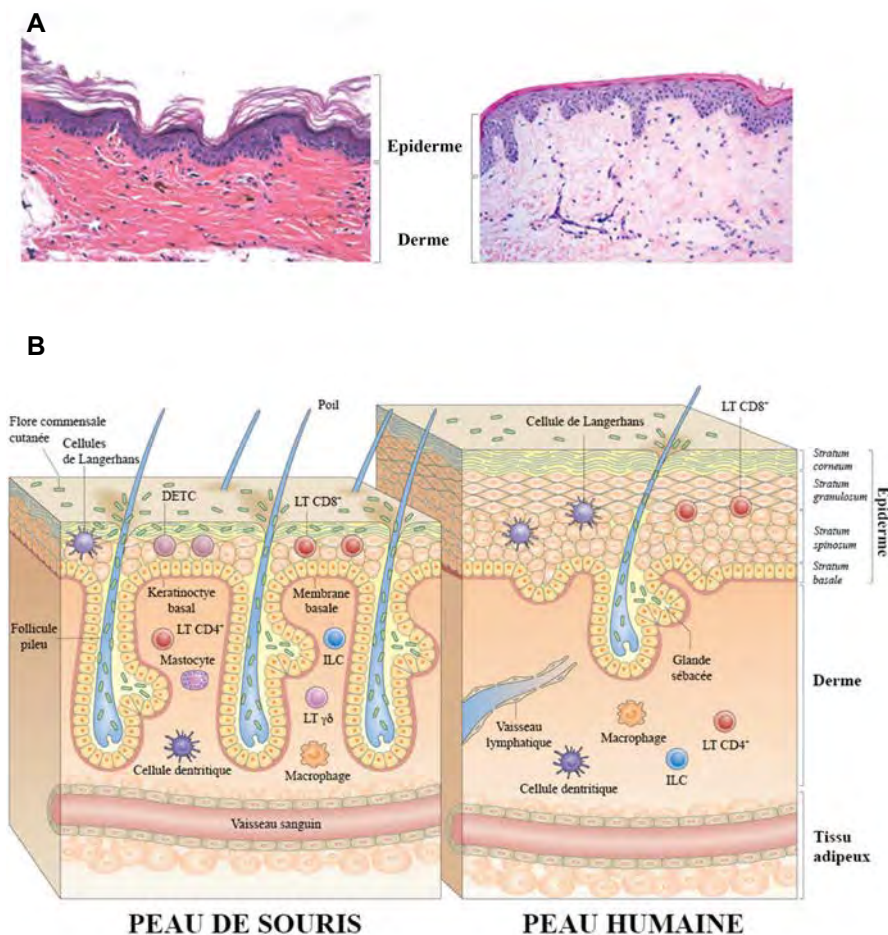 A
Epiderme
Derme
B
Poil
Flore commensale
cutanée
Cellules
de Langerhans
DETC
LT CD8⁺
Keratinoctye
basal
Membrane
basale
Follicule
pileu
LT CD4⁺
Mastocyte
ILC
LT γδ
Cellule dentritique
Macrophage
Vaisseau sanguin
PEAU DE SOURIS
Cellule de Langerhans
LT CD8⁺
Stratum
corneum
Stratum
granulosum
Stratum
spinosum
Stratum
basale
Epiderme
Glande
sébacée
Derme
Vaisseau
lymphatique
Macrophage
LT CD4⁺
Cellule dentritique
ILC
Tissu
adipeux
PEAU HUMAINE